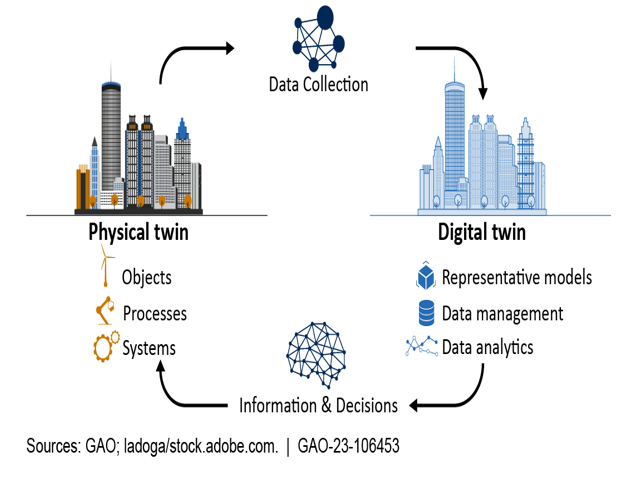 Data Collection
Physical twin
Objects
Processes
Systems
Digital twin
Representative models
Data management
Data analytics
Information & Decisions
Sources: GAO; ladoga/stock.adobe.com. | GAO-23-106453